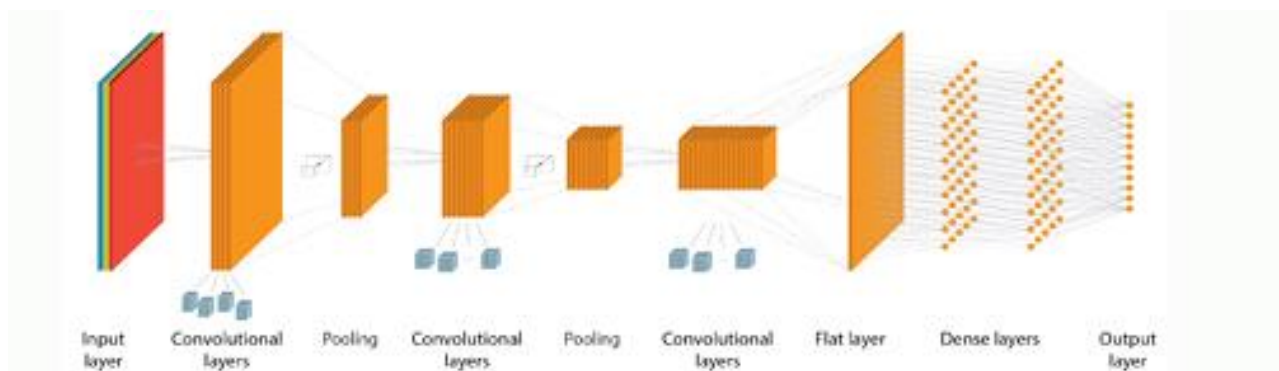 Input
layer
Convolutional
layers
Pooling
Convolutional
layers
Pooling
Convolutional
layers
Flat layer
Dense layers
Output
layer